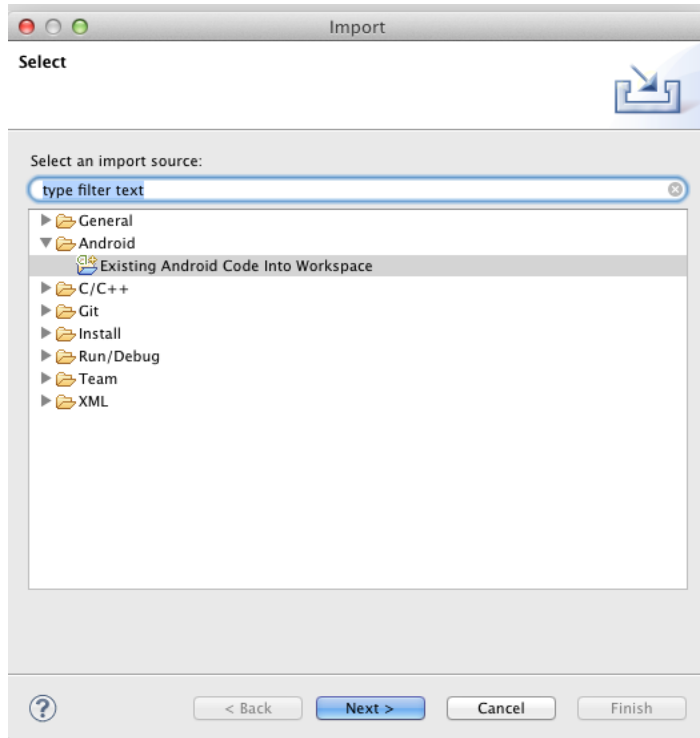 Import
Select
Select an import source:
type filter text
General
Android
Existing Android Code Into Workspace
C/C++
Git
Install
Run/Debug
Team
XML
?
< Back Next > Cancel Finish